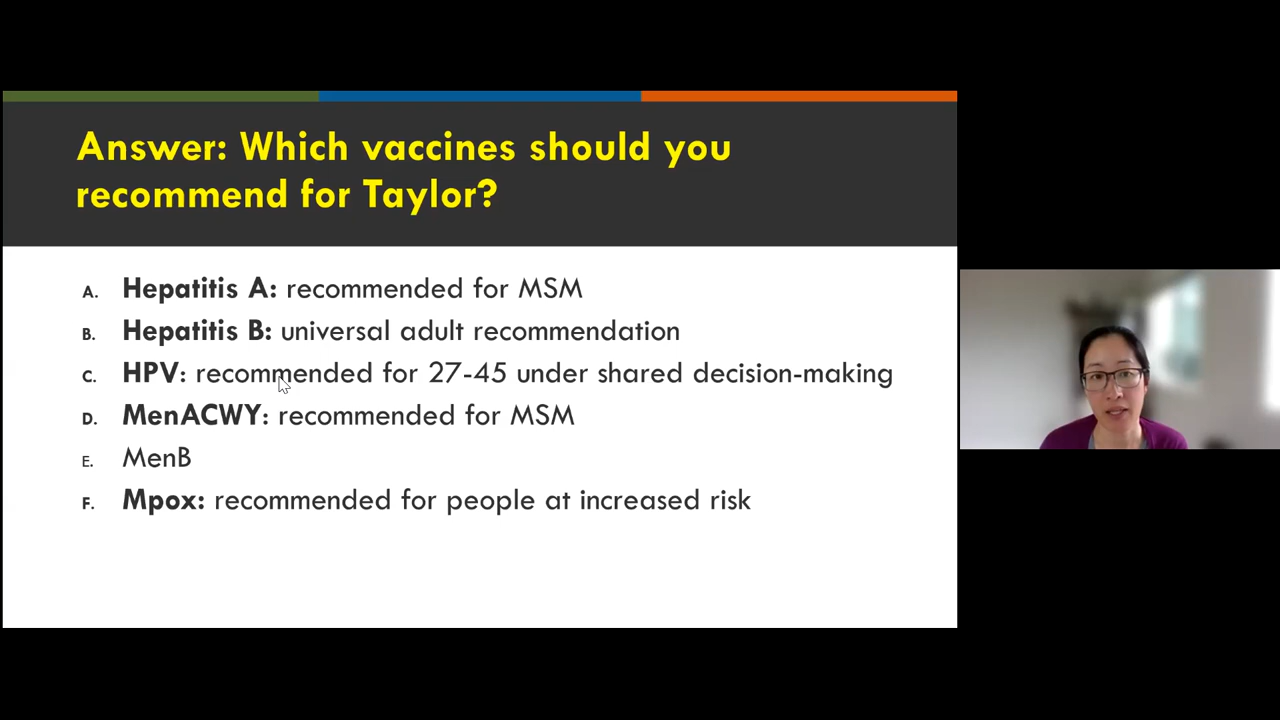 Answer: Which vaccines should you
recommend for Taylor?
A. Hepatitis A: recommended for MSM
B. Hepatitis B: universal adult recommendation
C. HPV: recommended for 27-45 under shared decision-making
D. MenACWY: recommended for MSM
E. MenB
F. Mpox: recommended for people at increased risk